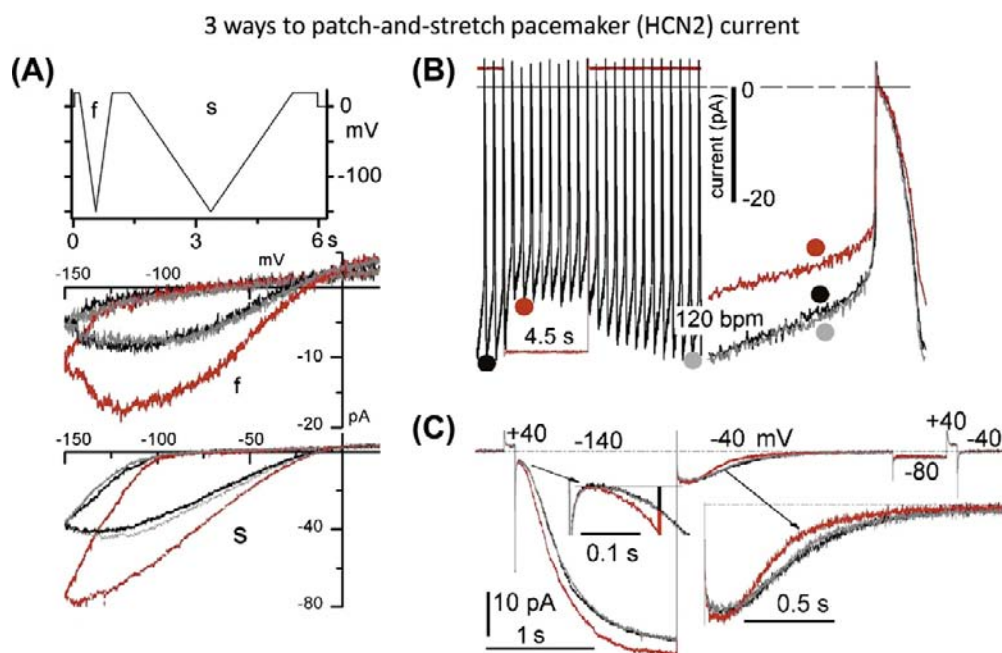 3 ways to patch-and-stretch pacemaker (HCN2) current
(A)
f
s
0
mV
-100
0
3
6 s
-150
-100
mV
-10
f
-20
pA
-150
-100
-50
-40
S
-80
(B)
0
current (pA)
-20
120 bpm
4.5 s
(C)
+40
-140
-40
mV
+40
-40
-80
0.1 s
10 pA
1 s
0.5 s